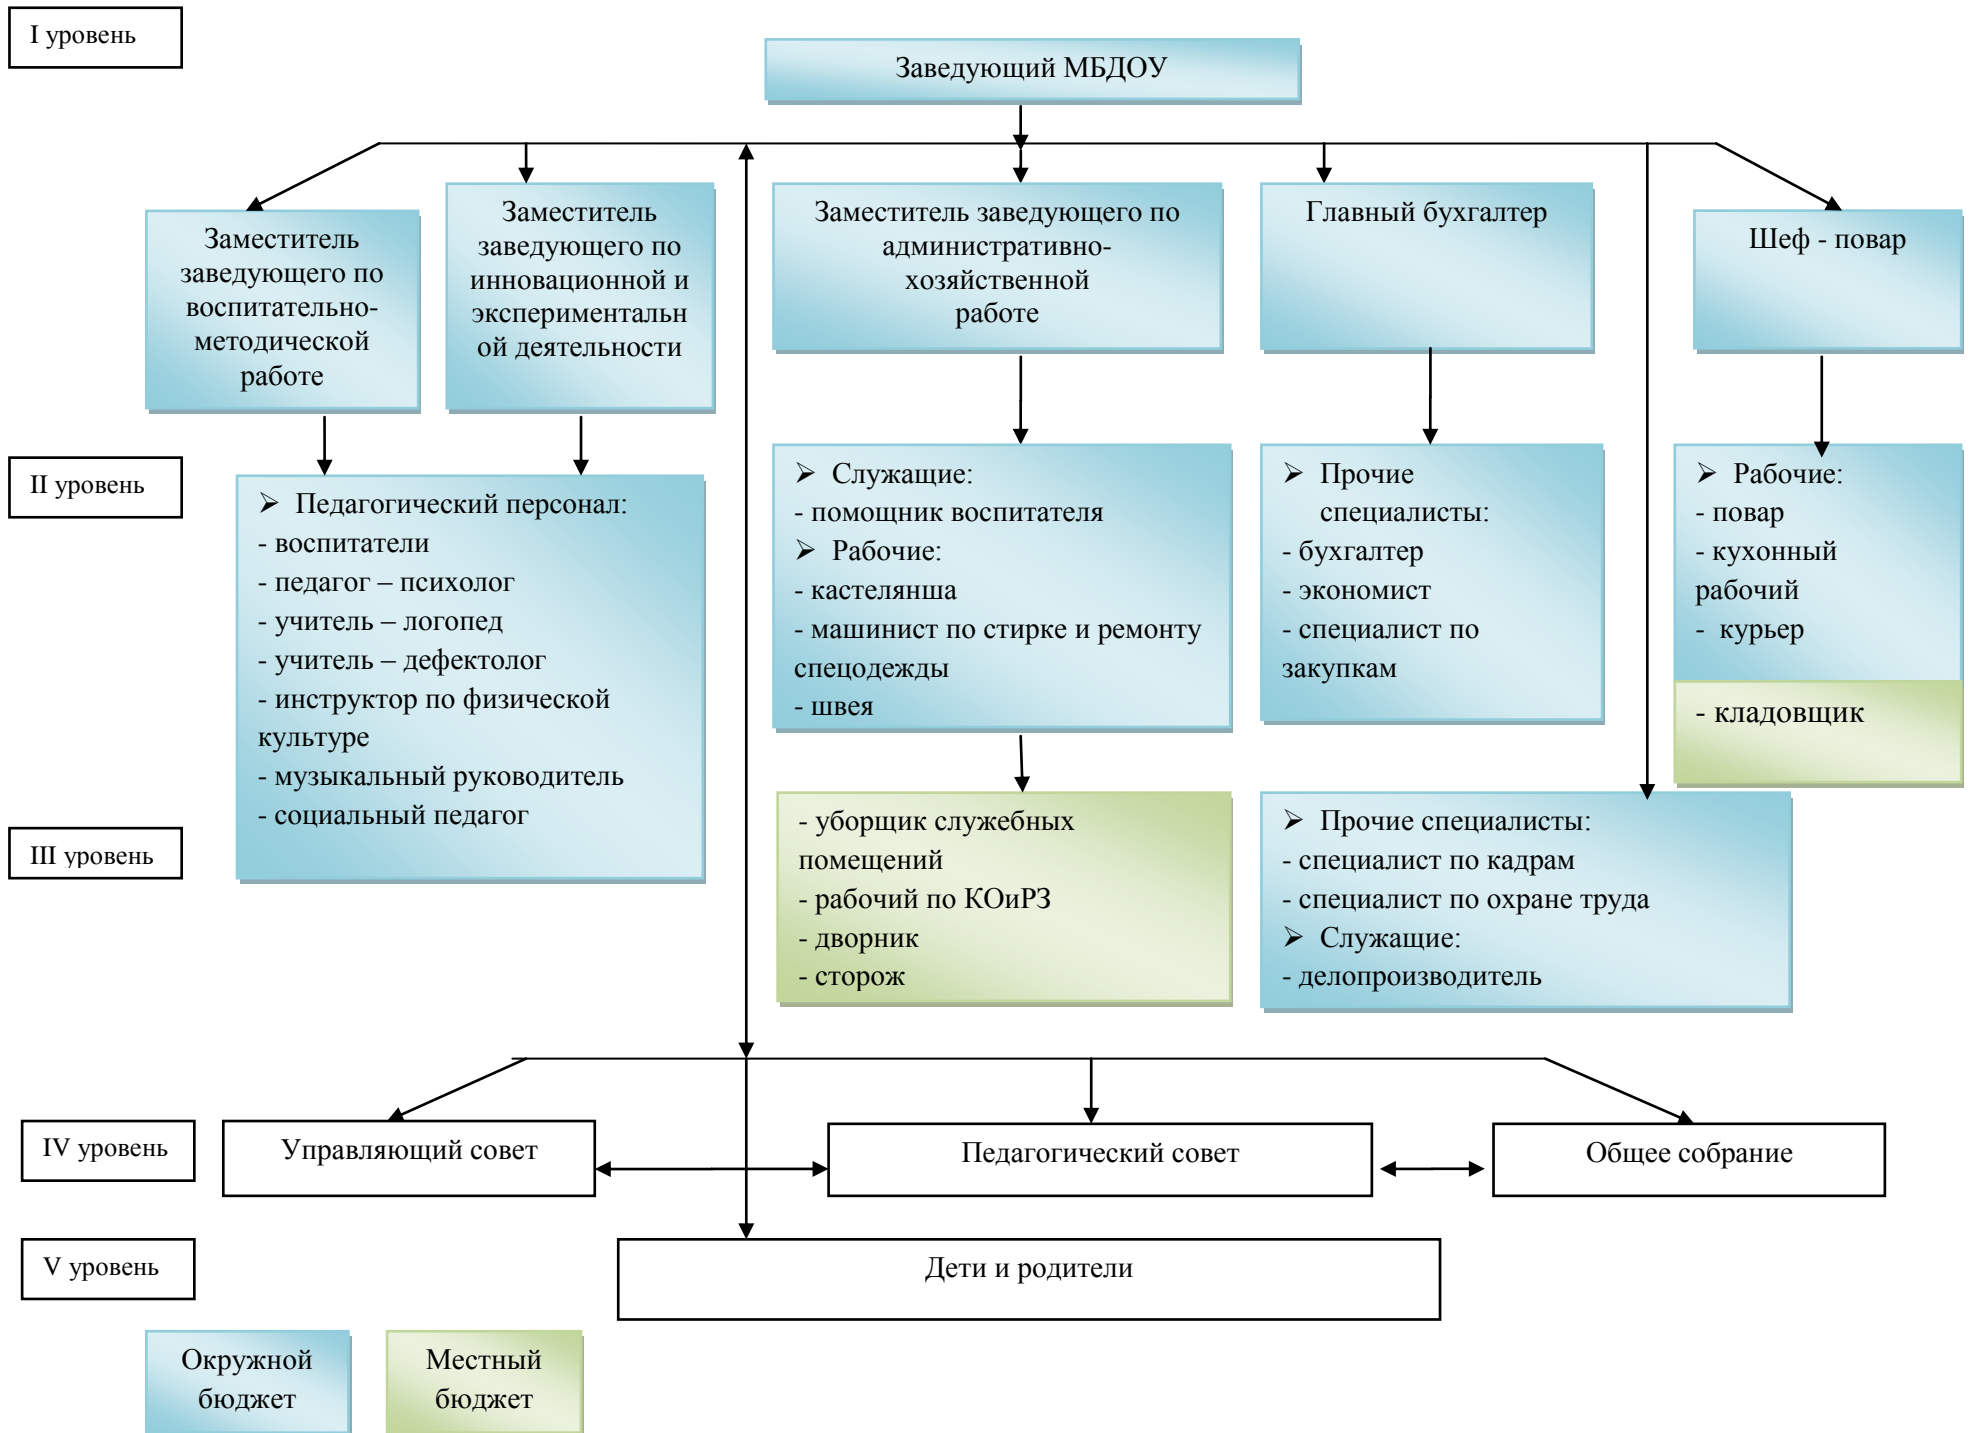 I уровень
Заведующий МБДОУ
Заместитель
заведующего по
воспитательно-
методической
работе
Заместитель
заведующего по
инновационной и
экспериментальн
ой деятельности
Заместитель заведующего по
административно-
хозяйственной
работе
Главный бухгалтер
Шеф - повар
II уровень
➢ Педагогический персонал:
- воспитатели
- педагог – психолог
- учитель – логопед
- учитель – дефектолог
- инструктор по физической
культуре
- музыкальный руководитель
- социальный педагог
➢ Служащие:
- помощник воспитателя
➢ Рабочие:
- кастелянша
- машинист по стирке и ремонту
спецодежды
- швея
➢ Прочие
специалисты:
- бухгалтер
- экономист
- специалист по
закупкам
➢ Рабочие:
- повар
- кухонный
рабочий
- курьер
- кладовщик
III уровень
- уборщик служебных
помещений
- рабочий по КОиРЗ
- дворник
- сторож
➢ Прочие специалисты:
- специалист по кадрам
- специалист по охране труда
➢ Служащие:
- делопроизводитель
IV уровень
Управляющий совет
Педагогический совет
Общее собрание
V уровень
Дети и родители
Окружной
бюджет
Местный
бюджет